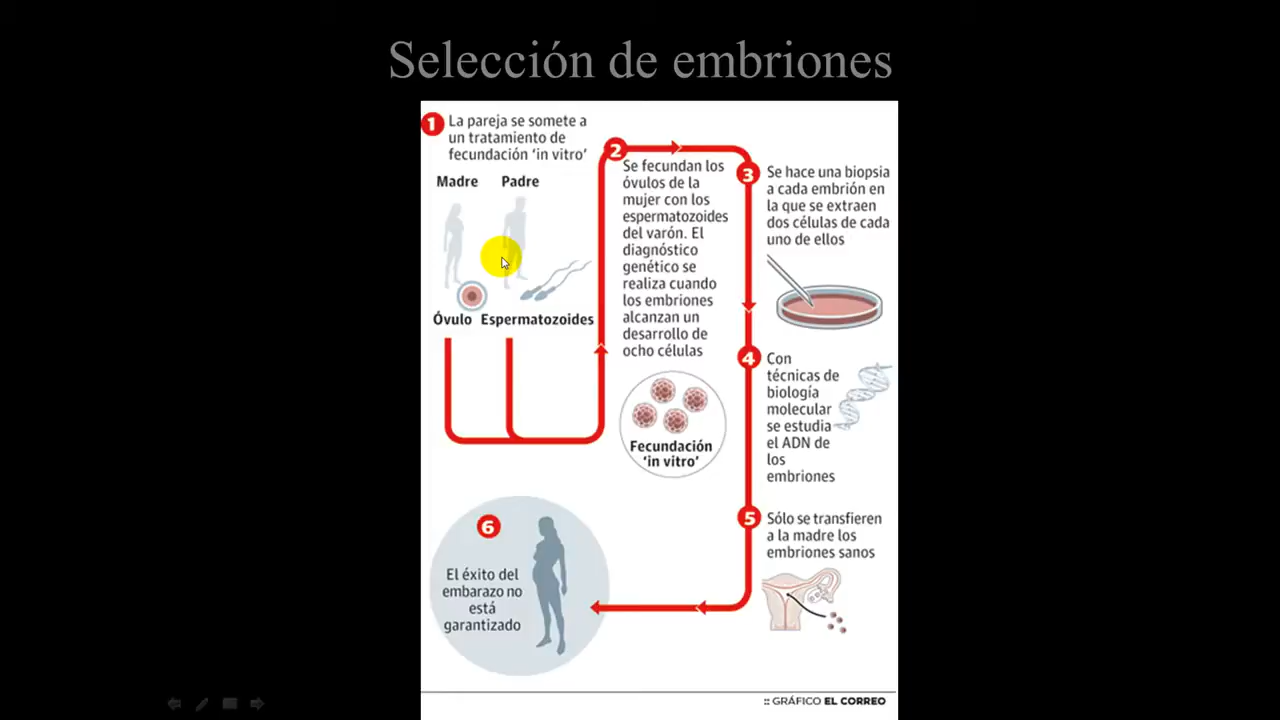 Selección de embriones
1 La pareja se somete a
un tratamiento de
fecundación ‘in vitro’
Madre Padre
Óvulo Espermatozoides
2
Se fecundan los
óvulos de la
mujer con los
espermatozoides
del varón. El
diagnóstico
genético se
realiza cuando
los embriones
alcanzan un
desarrollo de
ocho células
Fecundación
‘in vitro’
3 Se hace una biopsia
a cada embrión en
la que se extraen
dos células de cada
uno de ellos
4 Con
técnicas de
biología
molecular
se estudia
el ADN de
los
embriones
5 Sólo se transfieren
a la madre los
embriones sanos
6
El éxito del
embarazo no
está
garantizado
:: GRÁFICO EL CORREO